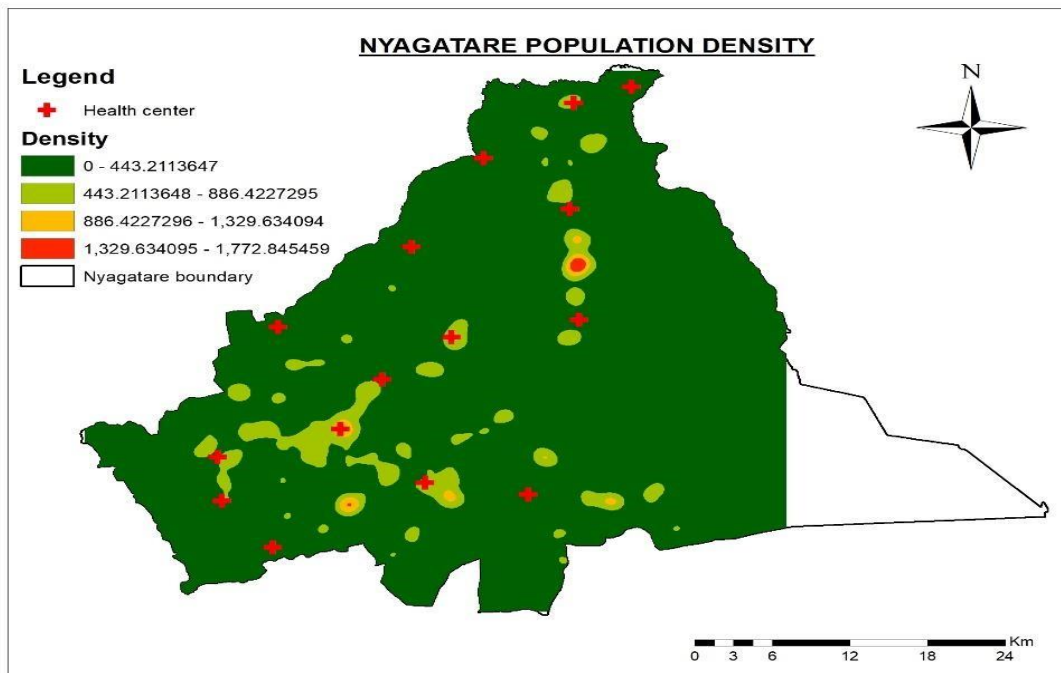 NYAGATARE POPULATION DENSITY
Legend
Health center
Density
0 - 443.2113647
443.2113648 - 886.4227295
886.4227296 - 1,329.634094
1,329.634095 - 1,772.845459
Nyagatare boundary
N
Km
0 3 6 12 18 24